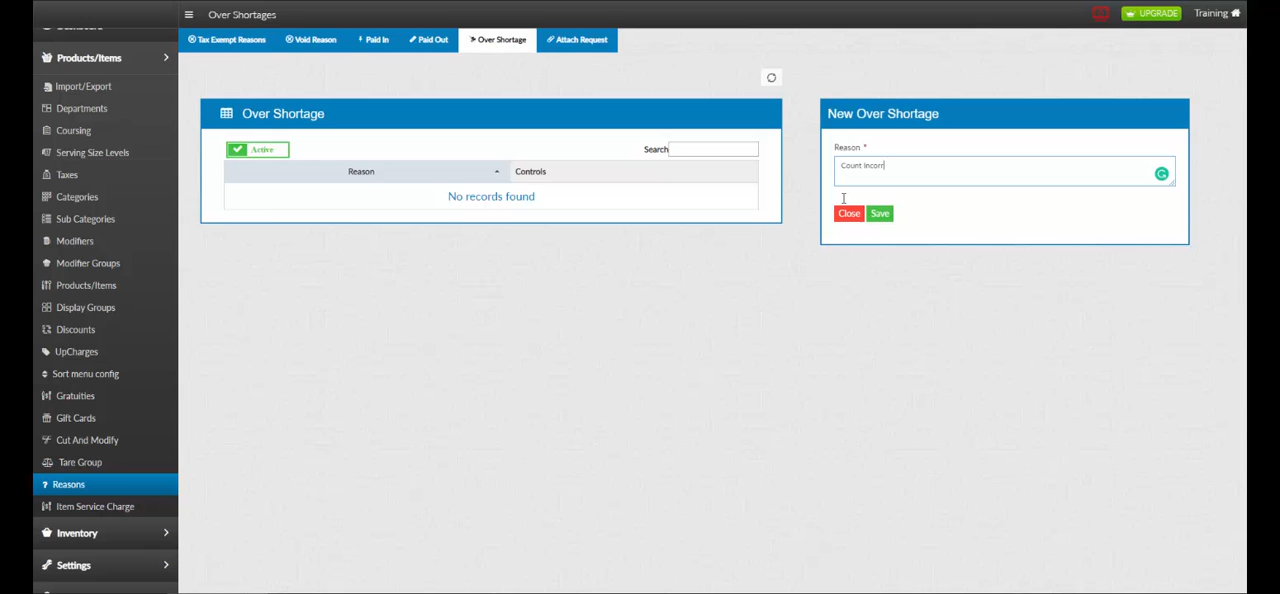 Over Shortages
UPGRADE
Training
Tax Exempt Reasons
Void Reason
Paid In
Paid Out
Over Shortage
Attach Request
Products/Items
Import/Export
Departments
Coursing
Serving Size Levels
Taxes
Categories
Sub Categories
Modifiers
Modifier Groups
Products/Items
Display Groups
Discounts
UpCharges
Sort menu config
Gratuities
Gift Cards
Cut And Modify
Tare Group
Reasons
Item Service Charge
Inventory
Settings
Over Shortage
Active
Search
Reason
Controls
No records found
New Over Shortage
Reason *
Count Incorr
Close
Save